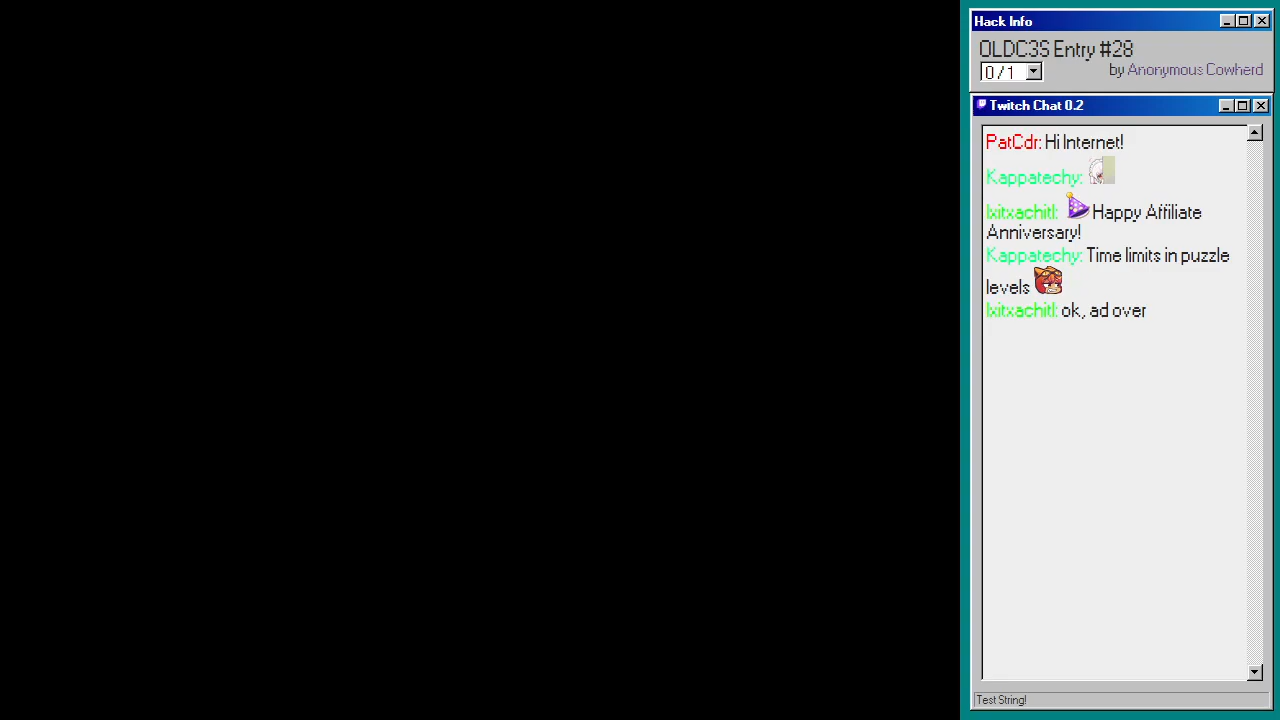 Hack Info
OLDC3S Entry #28
0/1
by Anonymous Cowherd
Twitch Chat 0.2
PatCdr: Hi Internet!
Kappatechy:
Ixitxachitl: Happy Affiliate
Anniversary!
Kappatechy: Time limits in puzzle
levels
Ixitxachitl: ok, ad over
Test String!